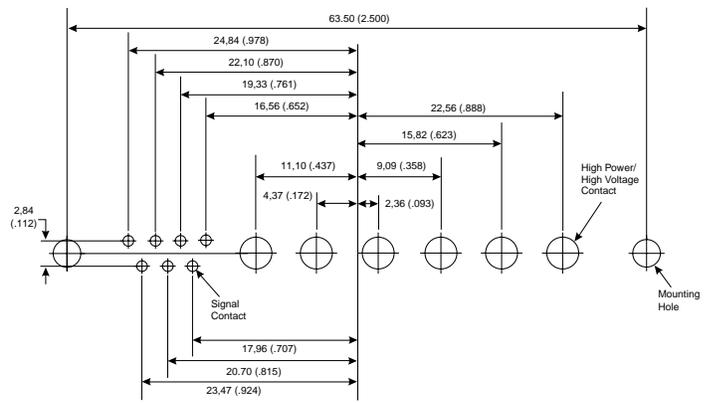 63.50 (2.500)
24,84 (.978)
22,10 (.870)
19,33 (.761)
16,56 (.652)
22,56 (.888)
15,82 (.623)
11,10 (.437)
9,09 (.358)
High Power/
High Voltage
Contact
4,37 (.172)
2,36 (.093)
2,84
(.112)
Signal
Contact
Mounting
Hole
17,96 (.707)
20.70 (.815)
23,47 (.924)